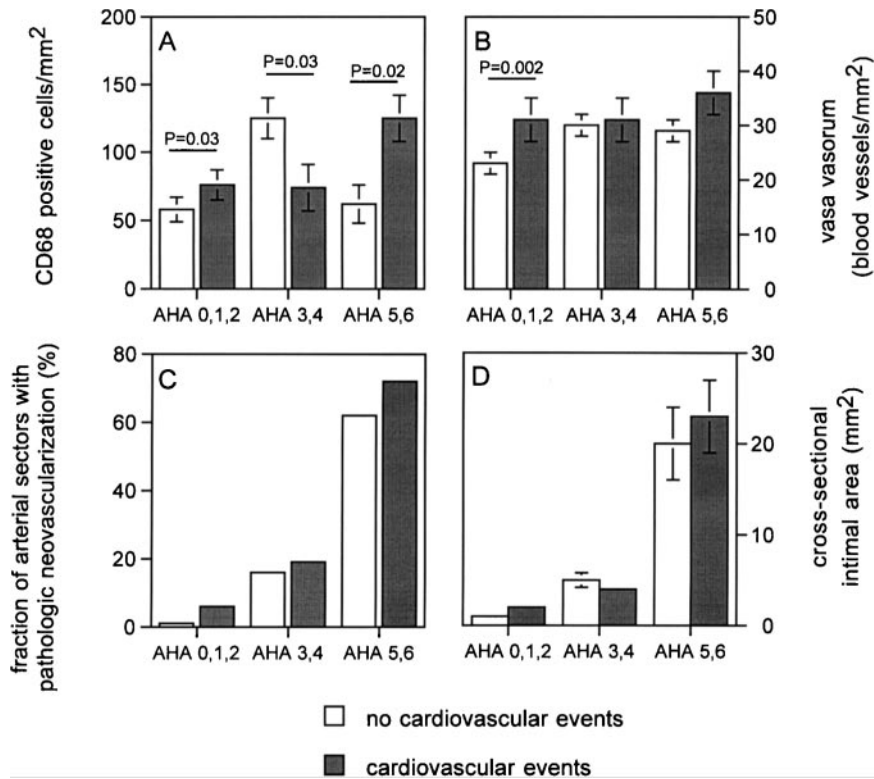 A
B
CD68 positive cells/mm2
200
150
100
50
0
P=0.03
P=0.03
P=0.02
AHA 0,1,2
AHA 3,4
AHA 5,6
P=0.002
AHA 0,1,2
AHA 3,4
AHA 5,6
50
40
30
20
10
0
vasa vasorum
(blood vessels/mm2)
C
D
fraction of arterial sectors with
pathologic neovascularization (%)
80
60
40
20
0
AHA 0,1,2
AHA 3,4
AHA 5,6
AHA 0,1,2
AHA 3,4
AHA 5,6
30
20
10
0
cross-sectional
intimal area (mm2)
no cardiovascular events
cardiovascular events